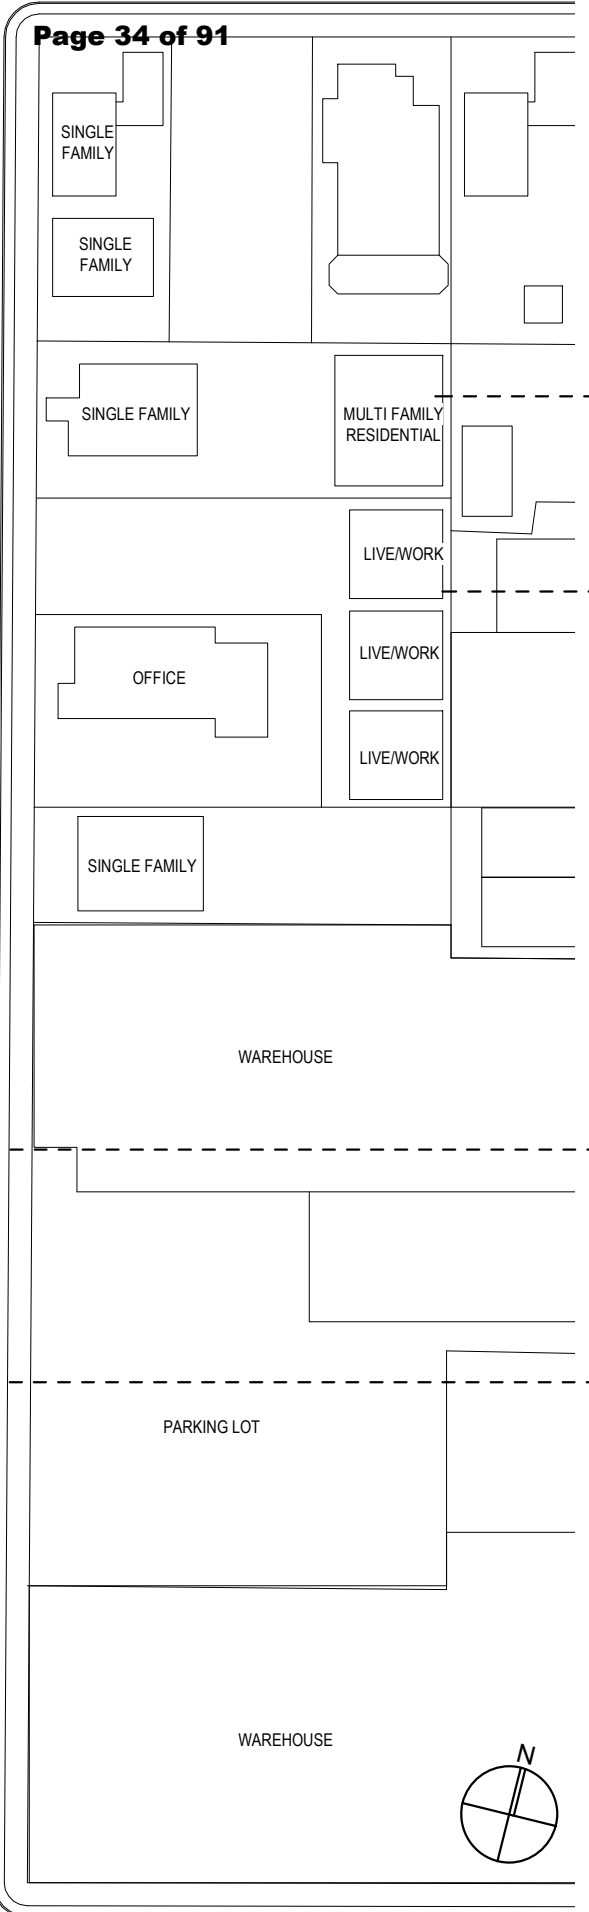 Page 34 of 91
SINGLE
FAMILY
SINGLE
FAMILY
SINGLE FAMILY
MULTI FAMILY
RESIDENTIAL
LIVE/WORK
LIVE/WORK
OFFICE
LIVE/WORK
SINGLE FAMILY
WAREHOUSE
PARKING LOT
WAREHOUSE
N